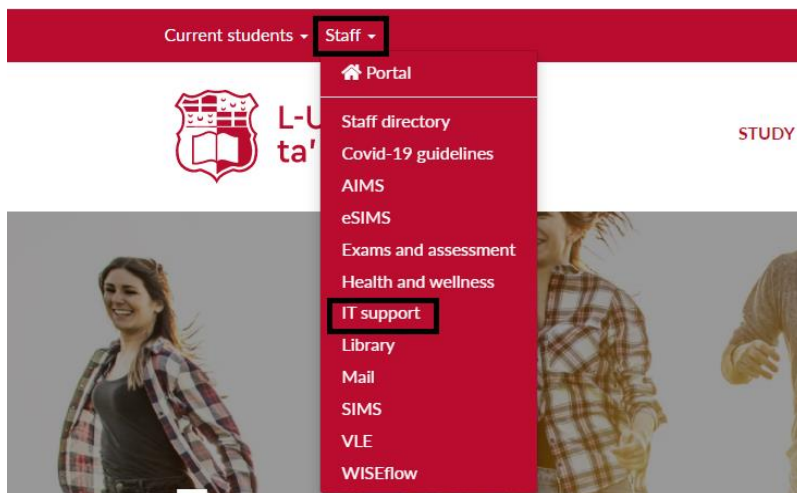 Current students Staff
Portal
L-U
ta'
STUDY
Staff directory
Covid-19 guidelines
AIMS
eSIMS
Exams and assessment
Health and wellness
IT support
Library
Mail
SIMS
VLE
WISEflow